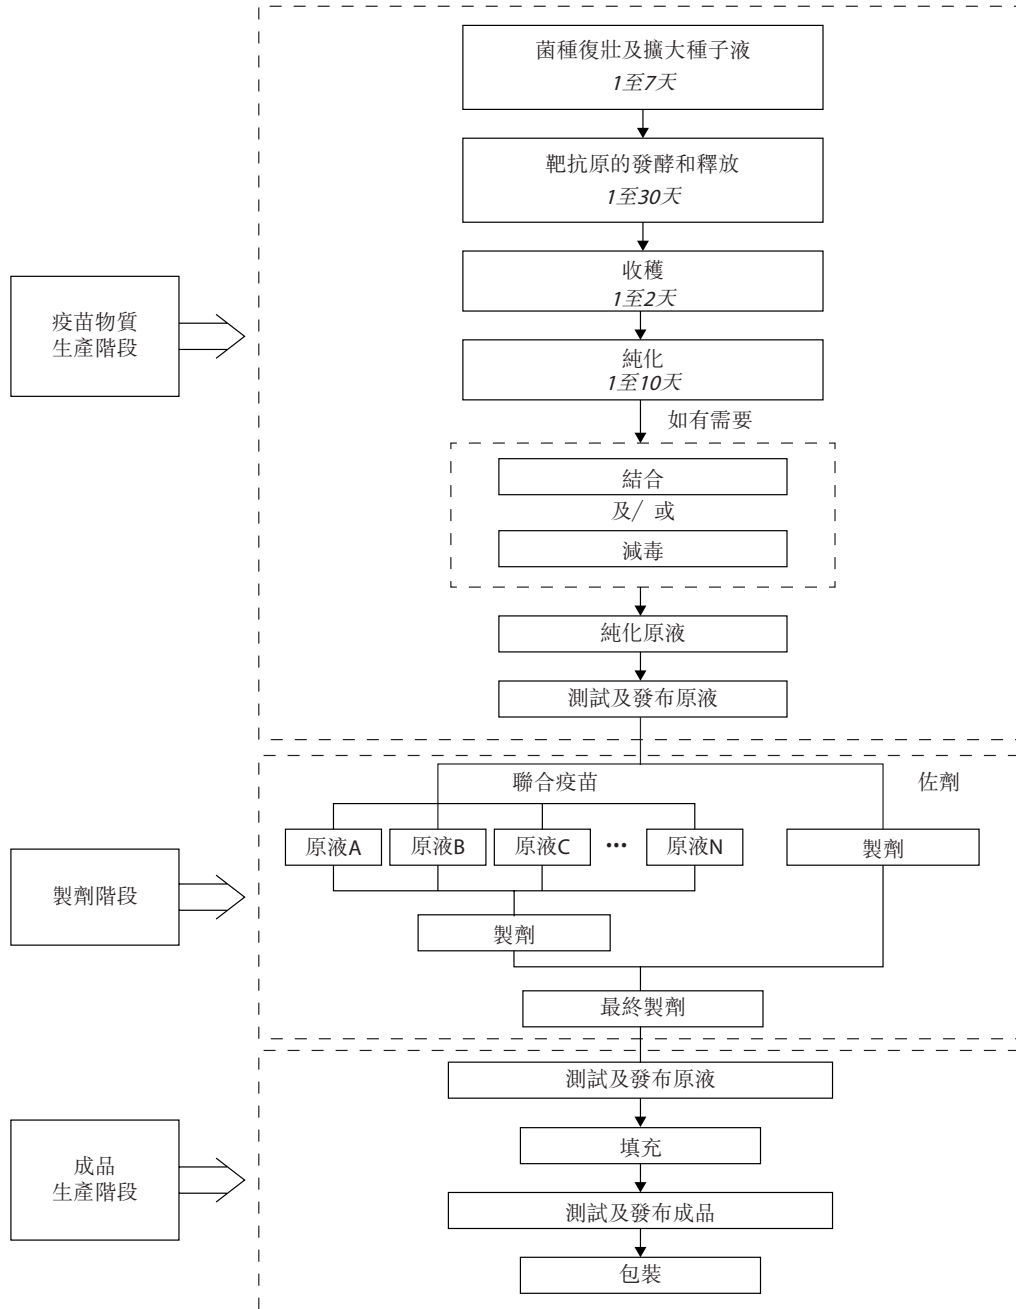 菌種復壯及擴大種子液
1至7天
靶抗原的發酵和釋放
1至30天
收穫
1至2天
疫苗物質
生產階段
純化
1至10天
如有需要
結合
及/ 或
減毒
純化原液
測試及發布原液
聯合疫苗
佐劑
原液A
原液B
原液C
•••
原液N
製劑
製劑階段
製劑
最終製劑
測試及發布原液
填充
成品
生產階段
測試及發布成品
包裝